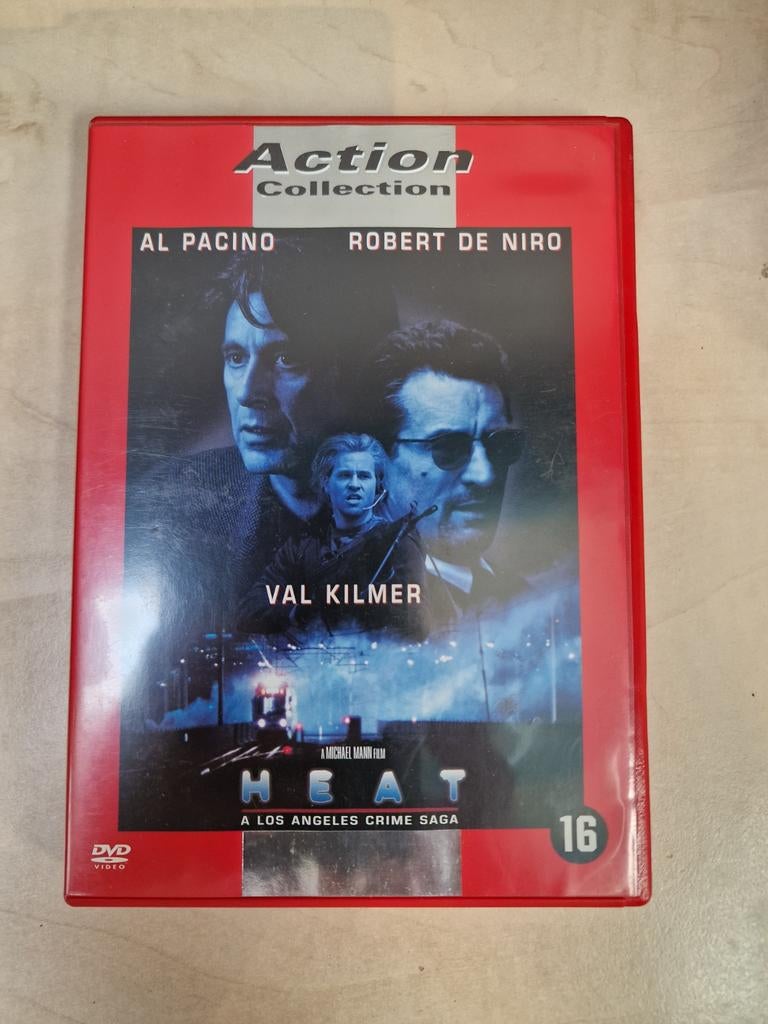 Action
Collection
AL PACINO ROBERT DE NIRO
VAL KILMER
A MICHAEL MANN FILM
HEAT
A LOS ANGELES CRIME SAGA
16
DVD
VIDEO